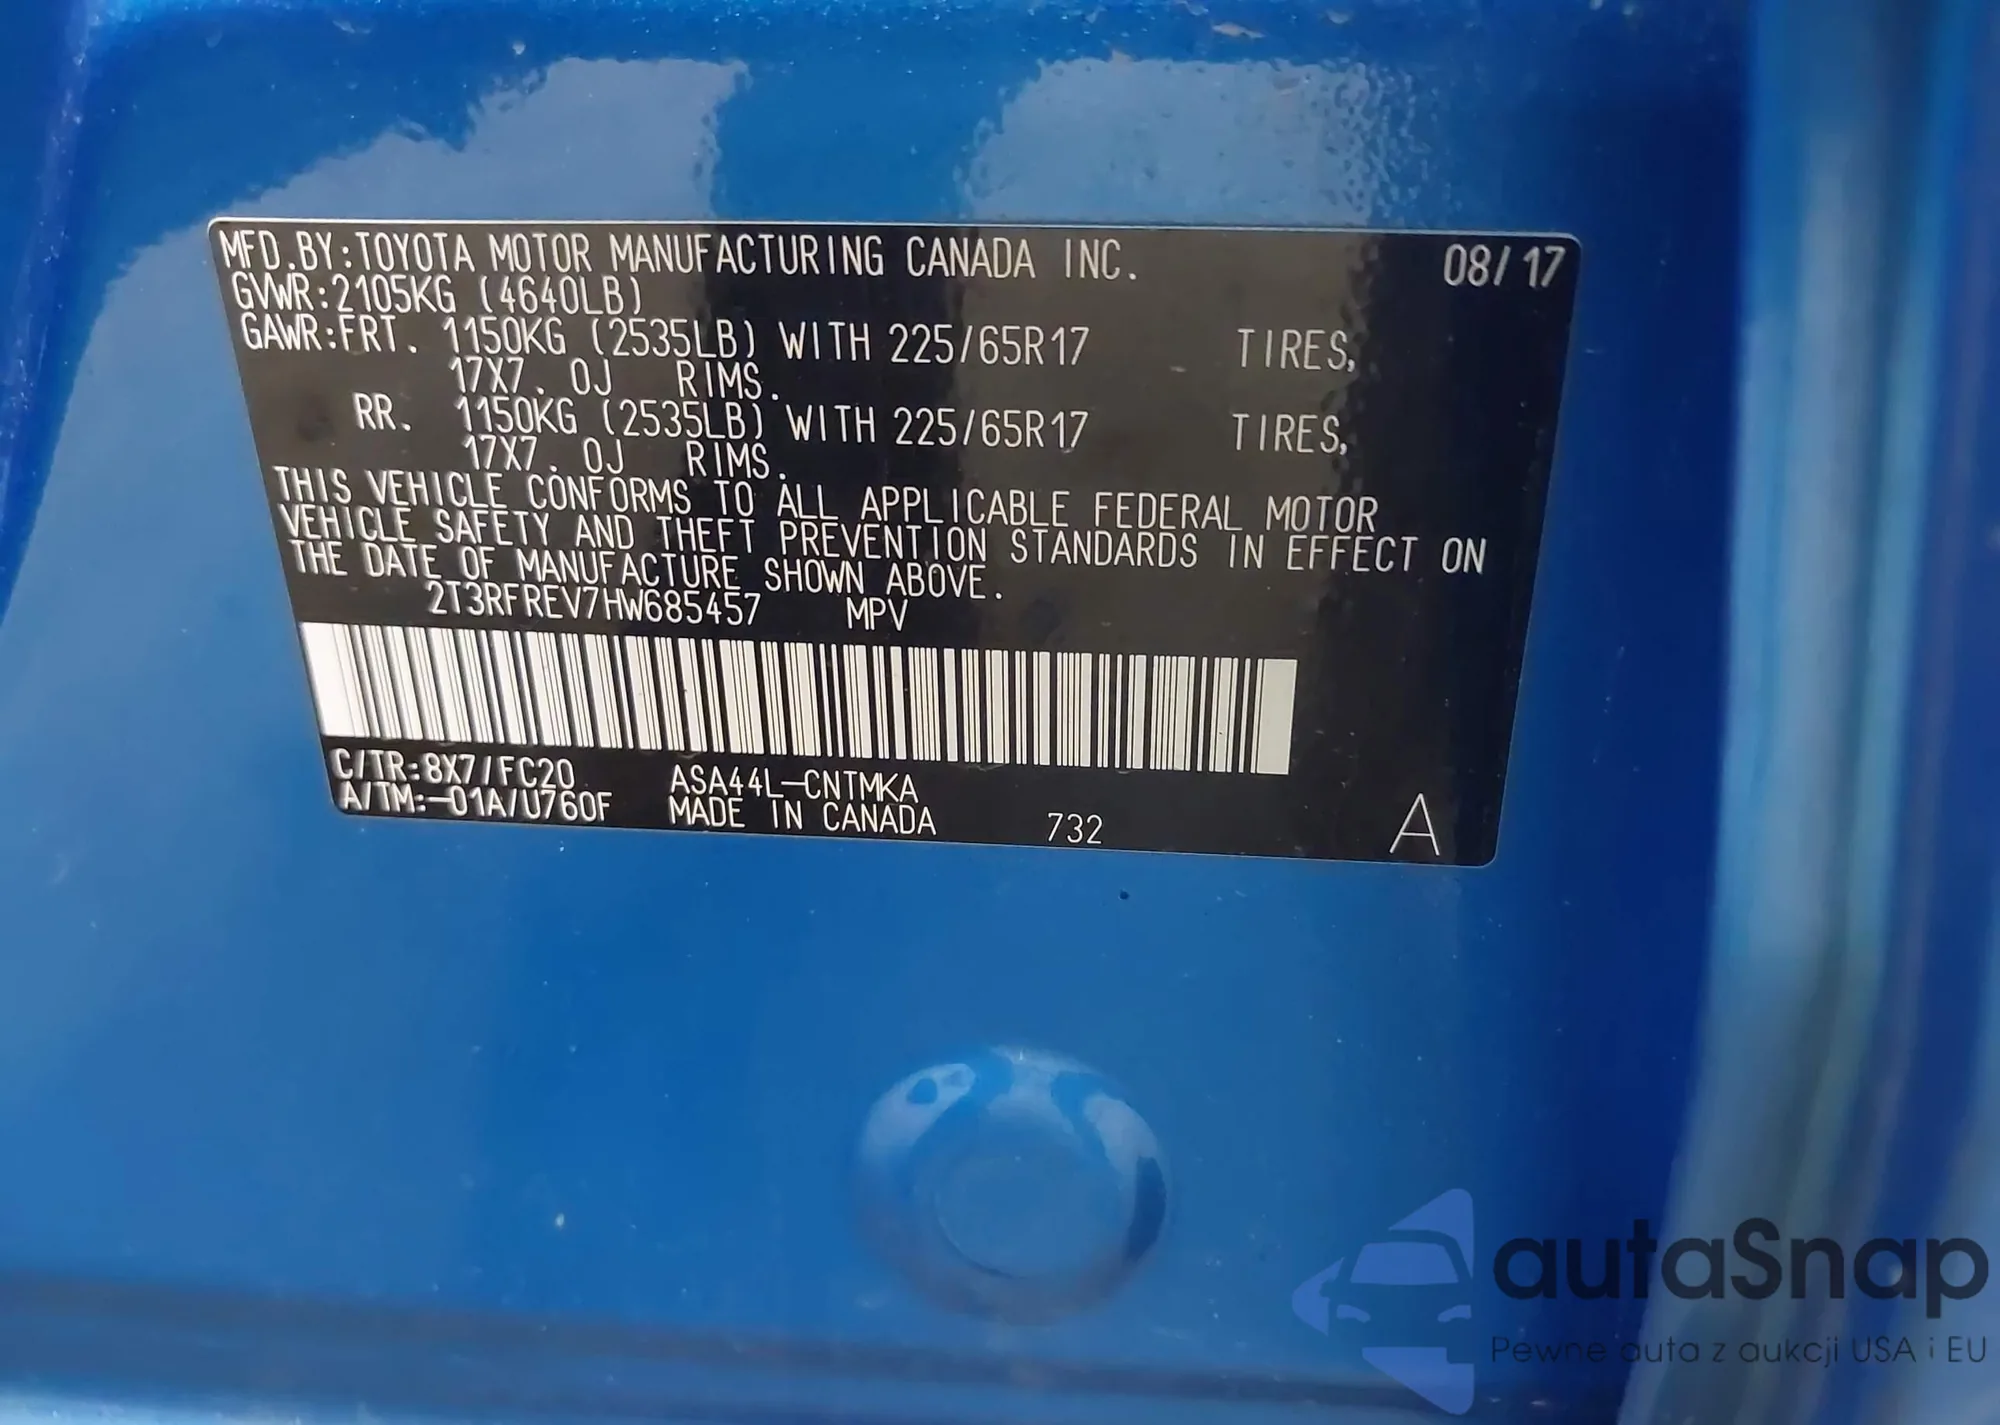 MFD.BY:TOYOTA MOTOR MANUFACTURING CANADA INC. 08/17
GVWR:2105KG (4640LB)
GAWR:FRT. 1150KG (2535LB) WITH 225/65R17 TIRES,
17X7.0J RIMS.
RR. 1150KG (2535LB) WITH 225/65R17 TIRES,
17X7.0J RIMS.
THIS VEHICLE CONFORMS TO ALL APPLICABLE FEDERAL MOTOR
VEHICLE SAFETY AND THEFT PREVENTION STANDARDS IN EFFECT ON
THE DATE OF MANUFACTURE SHOWN ABOVE.
2T3RFREV7HW685457 MPV
C/TR:8X7/FC20 ASA44L-CNTMKA
A/TM:-01A/U760F MADE IN CANADA 732 A
autaSnap
Pewne auta z aukcji USA i EU